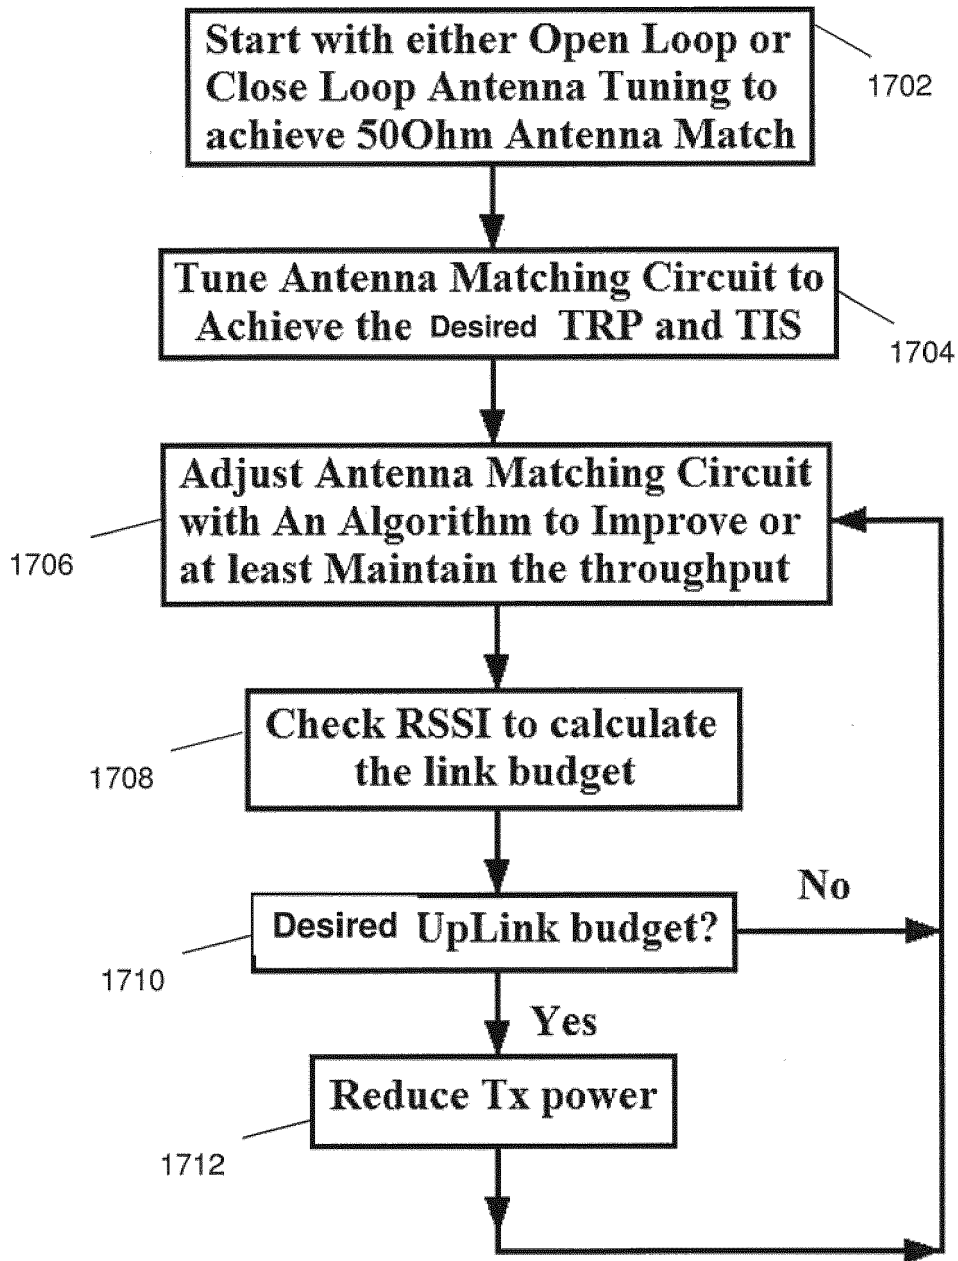 Start with either Open Loop or
Close Loop Antenna Tuning to
achieve 50Ohm Antenna Match
1702
Tune Antenna Matching Circuit to
Achieve the Desired TRP and TIS
1704
Adjust Antenna Matching Circuit
with An Algorithm to Improve or
at least Maintain the throughput
1706
Check RSSI to calculate
the link budget
1708
No
Desired UpLink budget?
1710
Yes
Reduce Tx power
1712